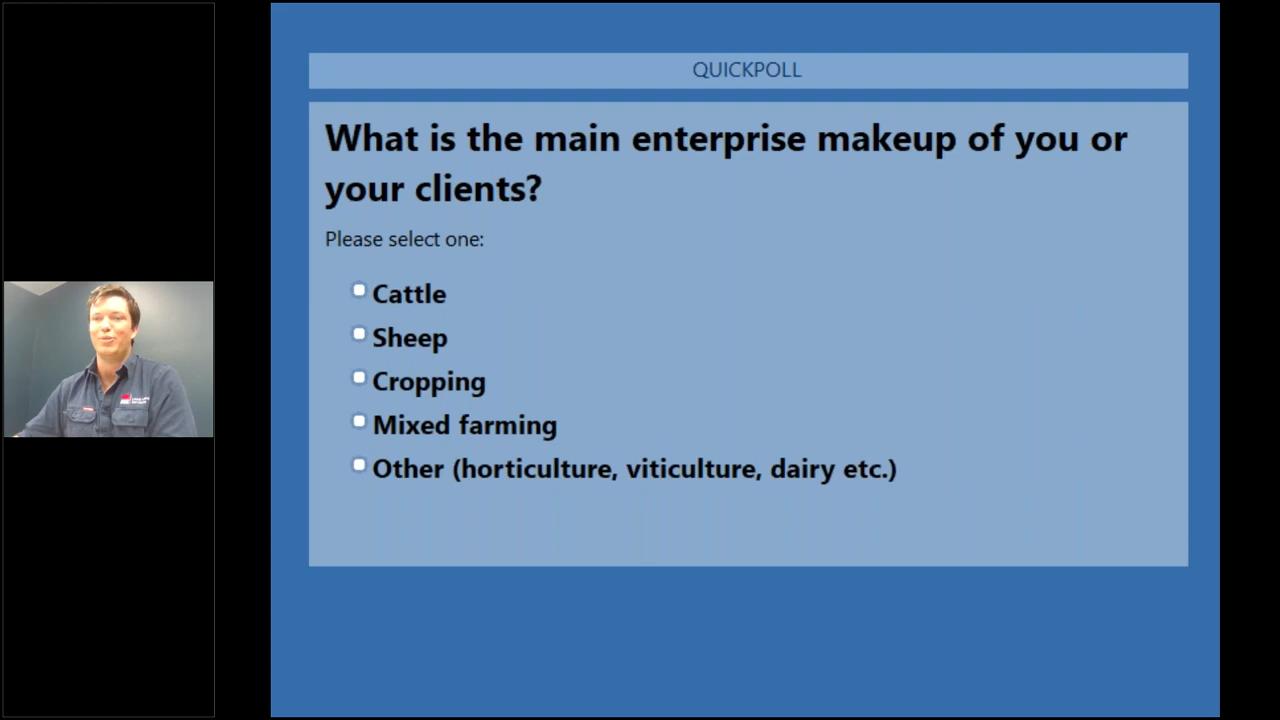 QUICKPOLL
What is the main enterprise makeup of you or
your clients?
Please select one:
Cattle
Sheep
Cropping
Mixed farming
Other (horticulture, viticulture, dairy etc.)